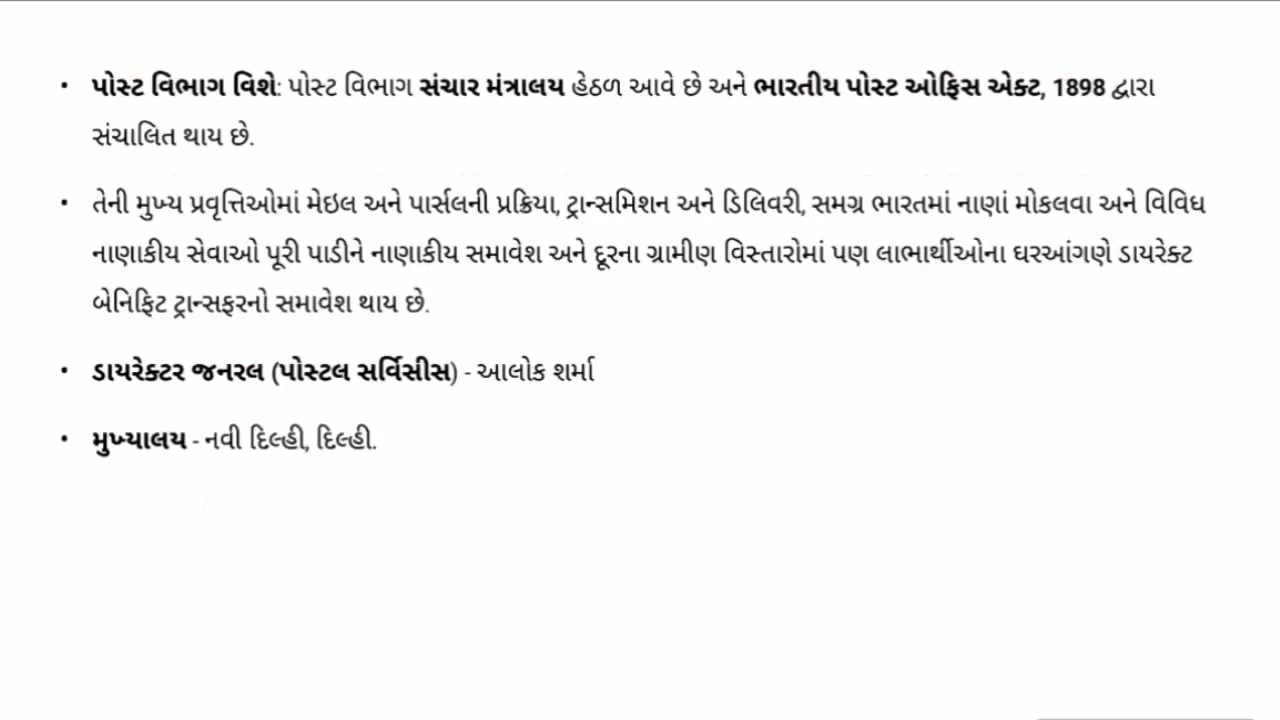 • પોસ્ટ વિભાગ વિશે: પોસ્ટ વિભાગ સંચાર મંત્રાલય હેઠળ આવે છે અને ભારતીય પોસ્ટ ઓફિસ એક્ટ, 1898 દ્વારા
સંચાલિત થાય છે.
• તેની મુખ્ય પ્રવૃત્તિઓમાં મેઇલ અને પાર્સલની પ્રક્રિયા, ટ્રાન્સમિશન અને ડિલિવરી, સમગ્ર ભારતમાં નાણાં મોકલવા અને વિવિધ
નાણાકીય સેવાઓ પૂરી પાડીને નાણાકીય સમાવેશ અને દૂરના ગ્રામીણ વિસ્તારોમાં પણ લાભાર્થીઓના ઘરઆંગણે ડાયરેક્ટ
બેનિફિટ ટ્રાન્સફરનો સમાવેશ થાય છે.
• ડાયરેક્ટર જનરલ (પોસ્ટલ સર્વિસીસ) - આલોક શર્મા
• મુખ્યાલય - નવી દિલ્હી, દિલ્હી.